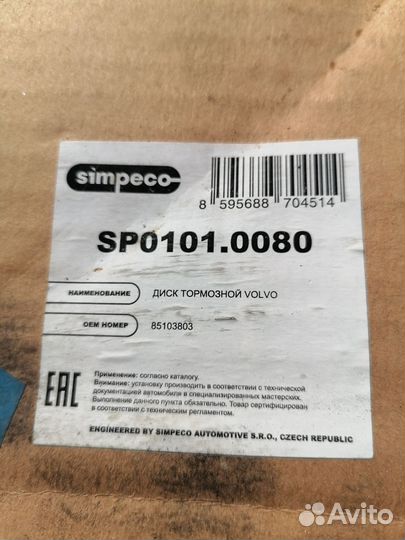 simpeco
8 595688 704514
SP0101.0080
НАИМЕНОВАНИЕ ДИСК ТОРМОЗНОЙ VOLVO
OEM НОМЕР 85103803
Применение: согласно каталогу.
Внимание: установку производить в соответствии с технической
документацией автомобиля в специализированных мастерских.
Выполнение данного пункта обязательно. Товар сертифицирован
в соответствии с техническим регламентом.
EAC
ENGINEERED BY SIMPECO AUTOMOTIVE S.R.O., CZECH REPUBLIC
Avito